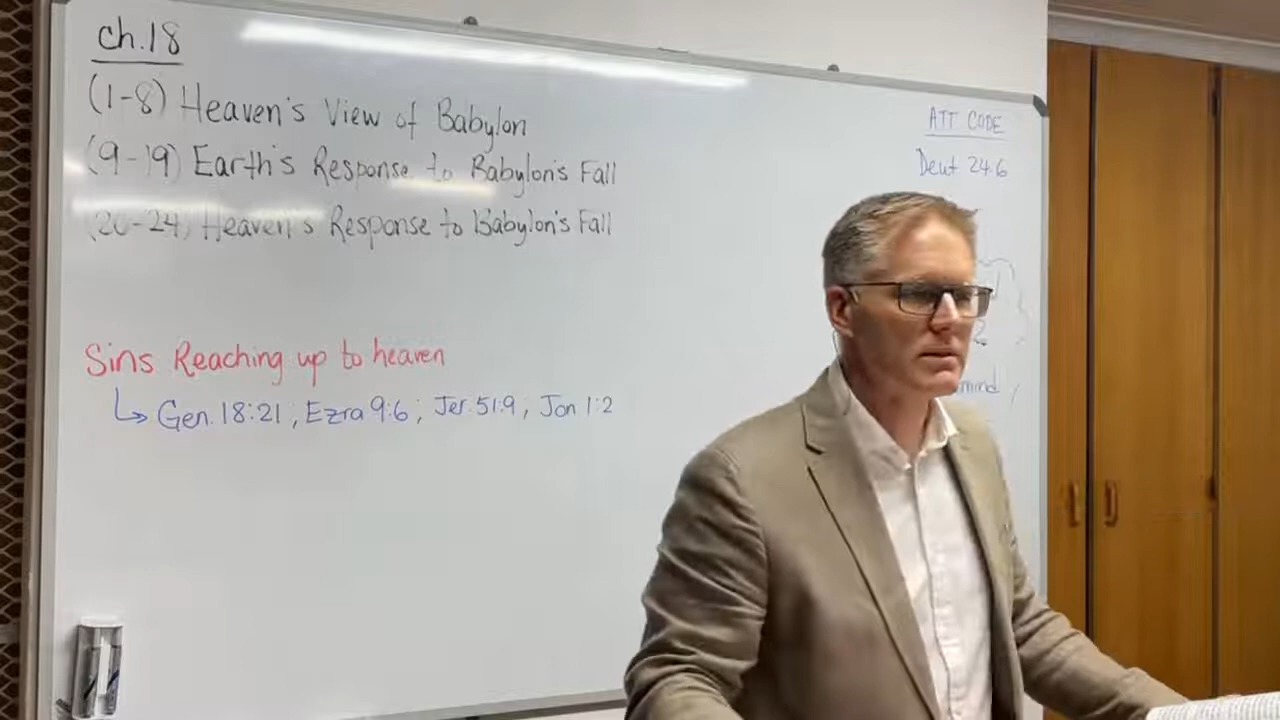 ch.18
(1-8) Heaven's View of Babylon
(9-19) Earth's Response to Babylon's Fall
(20-24) Heaven's Response to Babylon's Fall
Sins Reaching up to heaven
↳ Gen. 18:21; Ezra 9:6; Jer. 51:9; Jon 1:2
ATT CODE
Deut 24:6
mind